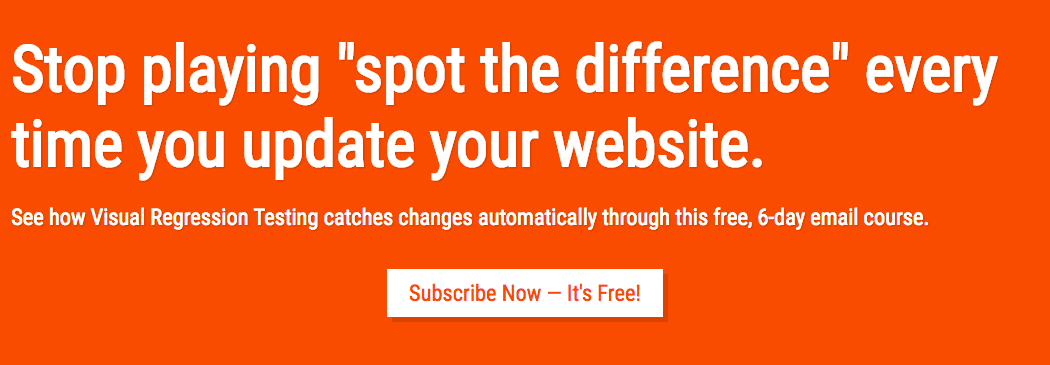 Stop playing "spot the difference" every
time you update your website.
See how Visual Regression Testing catches changes automatically through this free, 6-day email course.
Subscribe Now — It's Free!